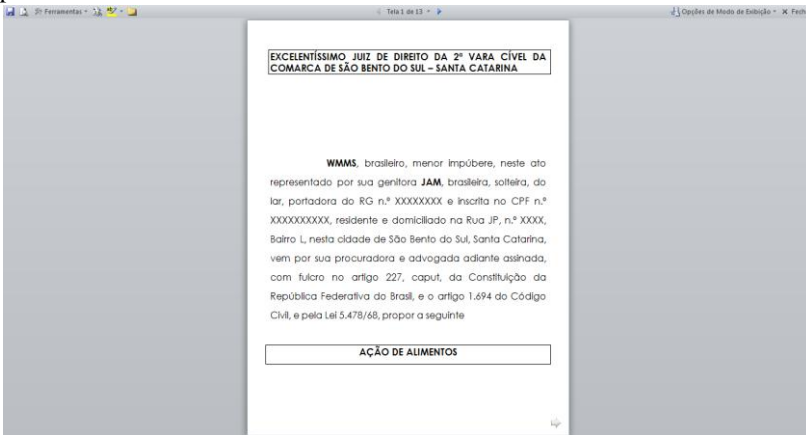 Ferramentas
Tela 1 de 13
Opções de Modo de Exibição
Fech
EXCELENTÍSSIMO JUIZ DE DIREITO DA 2ª VARA CÍVEL DA
COMARCA DE SÃO BENTO DO SUL – SANTA CATARINA
WMMS, brasileiro, menor impúbere, neste ato
representado por sua genitora JAM, brasileira, solteira, do
lar, portadora do RG n.º XXXXXXXX e inscrita no CPF n.º
XXXXXXXXXX, residente e domiciliado na Rua JP, n.º XXXX,
Bairro L, nesta cidade de São Bento do Sul, Santa Catarina,
vem por sua procuradora e advogada adiante assinada,
com fulcro no artigo 227, caput, da Constituição da
República Federativa do Brasil, e o artigo 1.694 do Código
Civil, e pela Lei 5.478/68, propor a seguinte
AÇÃO DE ALIMENTOS